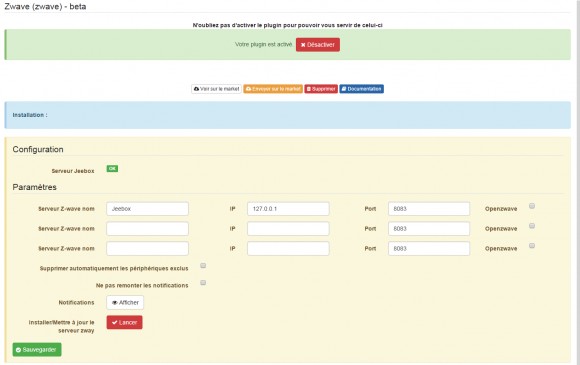 Zwave (zwave) - beta
N'oubliez pas d'activer le plugin pour pouvoir vous servir de celui-ci
Votre plugin est activé. Désactiver
Voir sur le market Envoyer sur le market Supprimer Documentation
Installation :
Configuration
Serveur Jeebox OK
Paramètres
Serveur Z-wave nom Jeebox IP 127.0.0.1 Port 8083 Openzwave
Serveur Z-wave nom IP Port 8083 Openzwave
Serveur Z-wave nom IP Port 8083 Openzwave
Supprimer automatiquement les périphériques exclus
Ne pas remonter les notifications
Notifications Afficher
Installer/Mettre à jour le
serveur zway Lancer
Sauvegarder